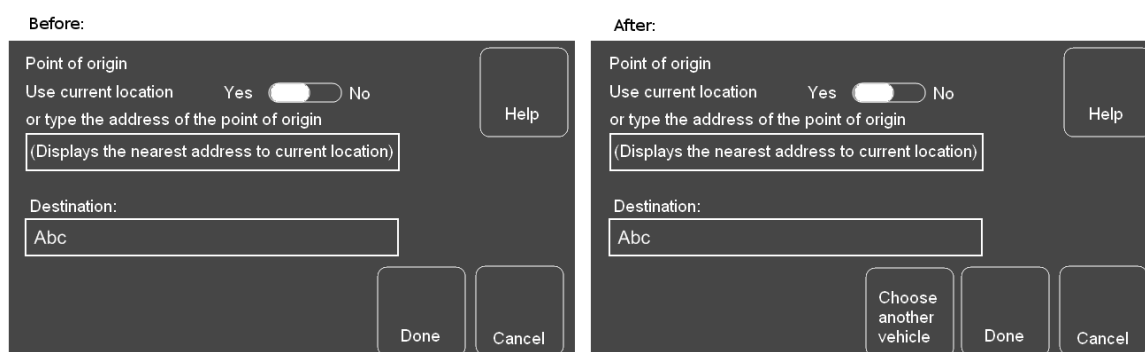 Before:
Point of origin
Use current location Yes No
or type the address of the point of origin
Help
(Displays the nearest address to current location)
Destination:
Abc
Done
Cancel
After:
Point of origin
Use current location Yes No
or type the address of the point of origin
Help
(Displays the nearest address to current location)
Destination:
Abc
Choose
another
vehicle
Done
Cancel